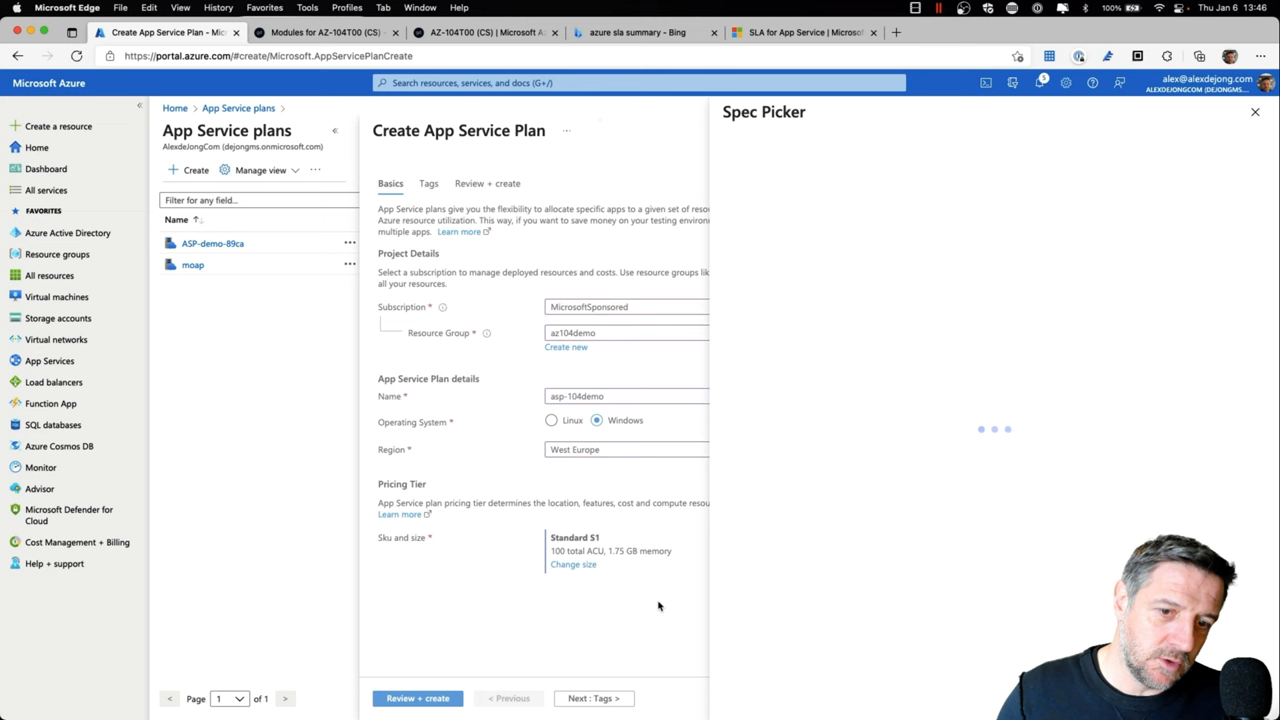 Microsoft Edge File Edit View History Favorites Tools Profiles Tab Window Help 100% Thu Jan 6 13:46
Create App Service Plan - Mic
Modules for AZ-104T00 (CS) -
AZ-104T00 (CS) | Microsoft A
azure sla summary - Bing
SLA for App Service | Microsof
https://portal.azure.com/#create/Microsoft.AppServicePlanCreate
Microsoft Azure
Search resources, services, and docs (G+/)
5
alex@alexdejong.com
ALEXDEJONGCOM (DEJONGMS....
Create a resource
Home
Dashboard
All services
FAVORITES
Azure Active Directory
Resource groups
All resources
Virtual machines
Storage accounts
Virtual networks
App Services
Load balancers
Function App
SQL databases
Azure Cosmos DB
Monitor
Advisor
Microsoft Defender for
Cloud
Cost Management + Billing
Help + support
Home > App Service plans >
App Service plans
AlexdeJongCom (dejongms.onmicrosoft.com)
Create Manage view ...
Filter for any field...
Name
ASP-demo-89ca
moap
Page 1 of 1
Create App Service Plan ...
Basics Tags Review + create
App Service plans give you the flexibility to allocate specific apps to a given set of resou
Azure resource utilization. This way, if you want to save money on your testing environ
multiple apps. Learn more
Project Details
Select a subscription to manage deployed resources and costs. Use resource groups lik
all your resources.
Subscription *
MicrosoftSponsored
Resource Group *
az104demo
Create new
App Service Plan details
Name *
asp-104demo
Operating System *
Linux Windows
Region *
West Europe
Pricing Tier
App Service plan pricing tier determines the location, features, cost and compute resou
Learn more
Sku and size *
Standard S1
100 total ACU, 1.75 GB memory
Change size
Review + create
< Previous
Next : Tags >
Spec Picker